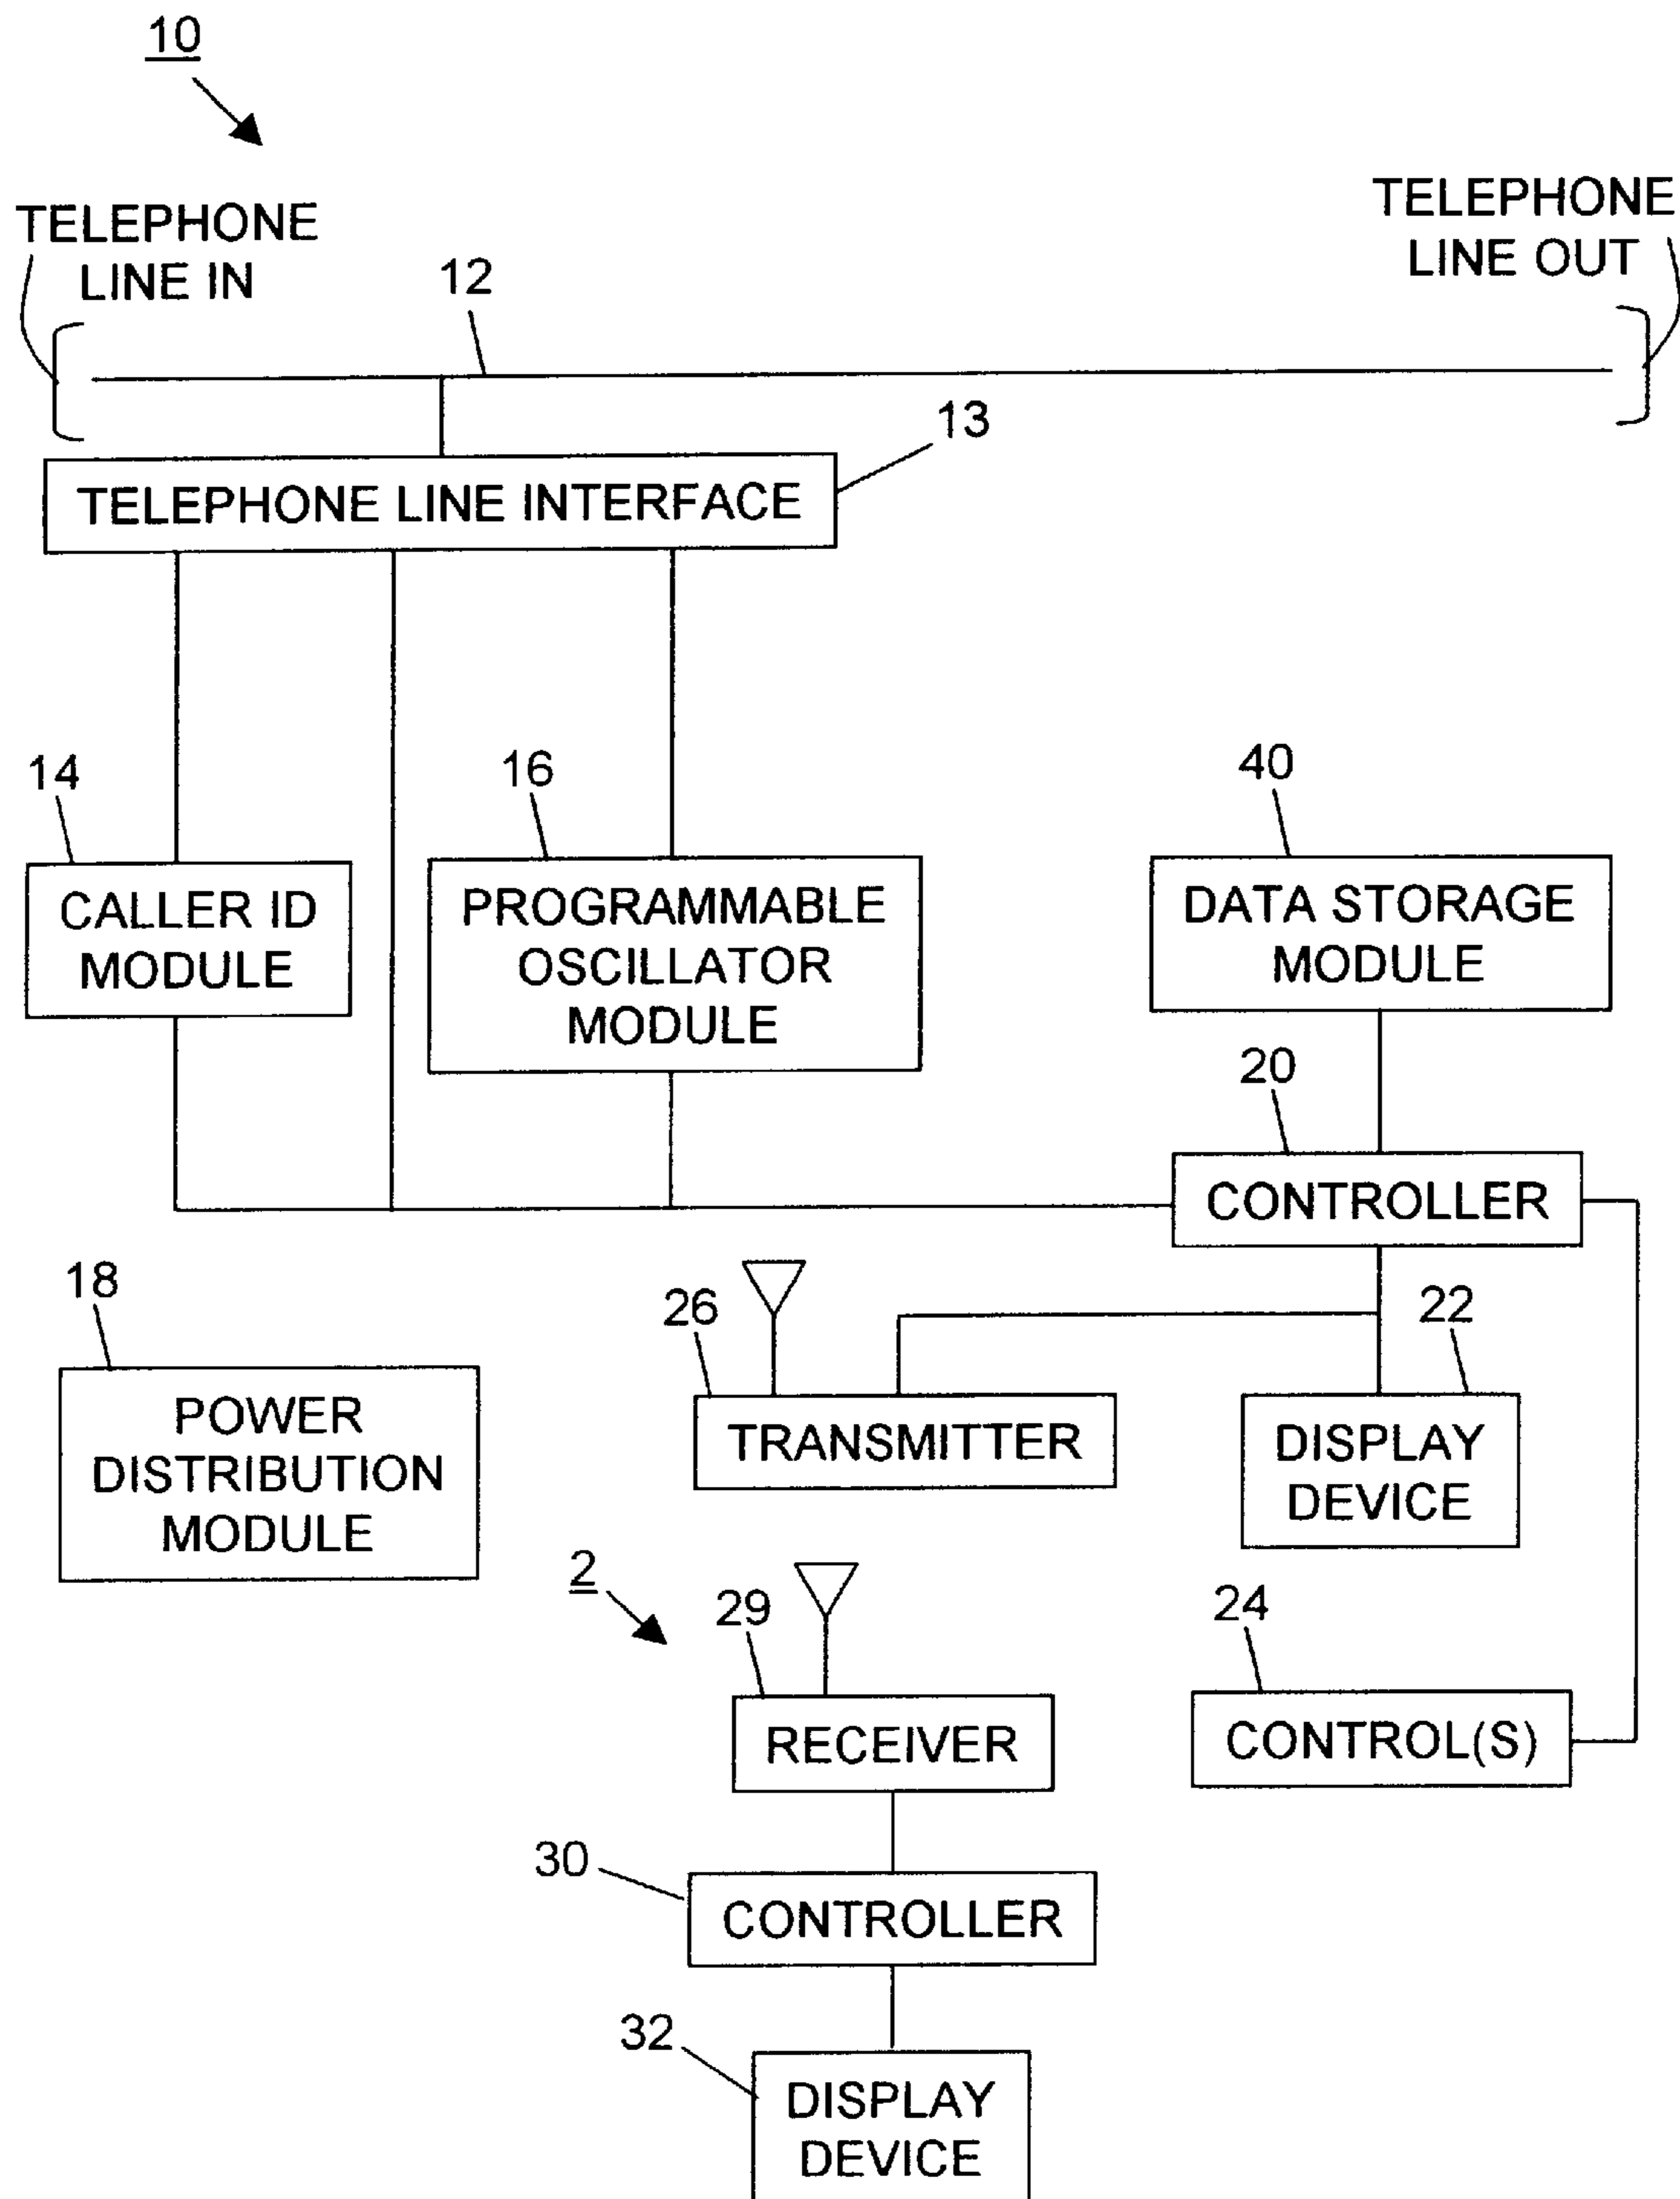 10
TELEPHONE
LINE IN
TELEPHONE
LINE OUT
12
13
TELEPHONE LINE INTERFACE
14
16
40
CALLER ID
MODULE
PROGRAMMABLE
OSCILLATOR
MODULE
DATA STORAGE
MODULE
20
CONTROLLER
18
26
22
POWER
DISTRIBUTION
MODULE
TRANSMITTER
DISPLAY
DEVICE
2
29
24
RECEIVER
CONTROL(S)
30
CONTROLLER
32
DISPLAY
DEVICE